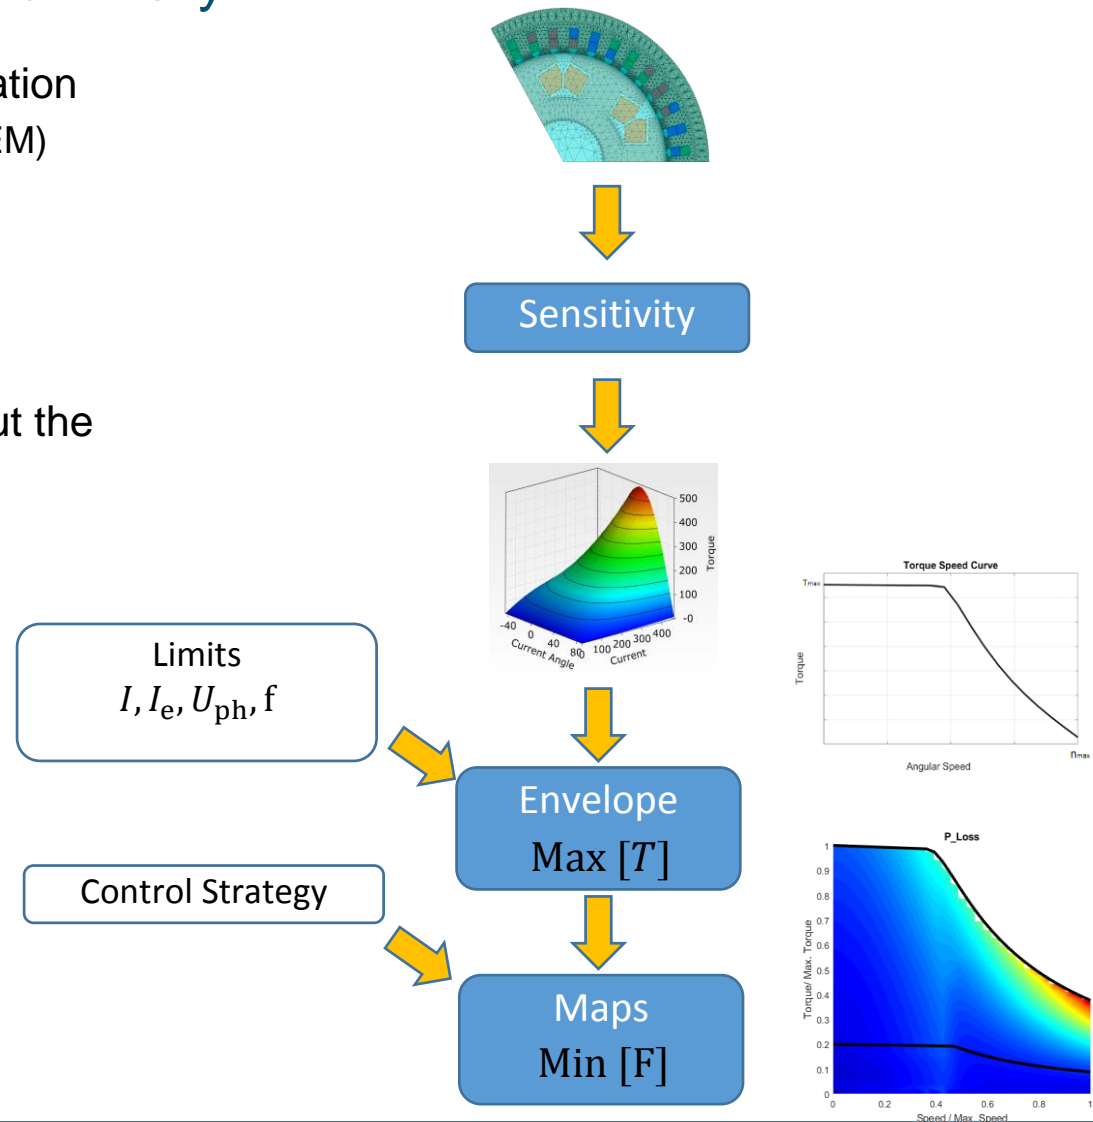 ation
EM)
Sensitivity
ut the
500
400
300
200
100
-0
Torque
-40
0
40
80
Current Angle
100
200
300
400
Current
Limits
I, I_e, U_ph, f
Envelope
Max [T]
Control Strategy
Maps
Min [F]
Torque Speed Curve
Tmax
Torque
nmax
Angular Speed
P_Loss
1
0.9
0.8
0.7
0.6
0.5
0.4
0.3
0.2
0.1
0
Torque/ Max. Torque
0
0.2
0.4
0.6
0.8
1
Speed / Max. Speed